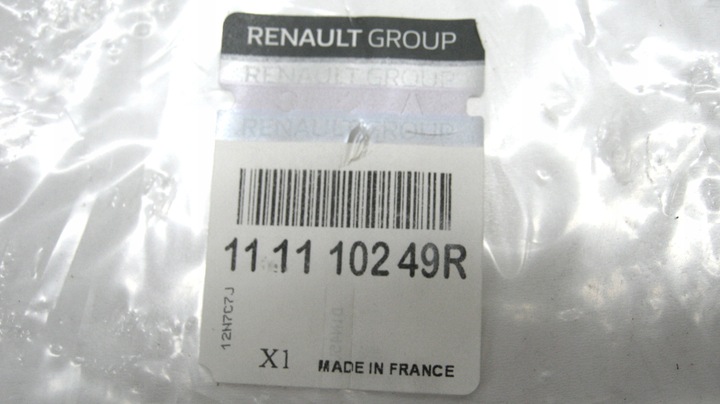 RENAULT GROUP
RENAULT GROUP
RENAULT GROUP
11 11 102 49R
12N7C7J
X1 MADE IN FRANCE